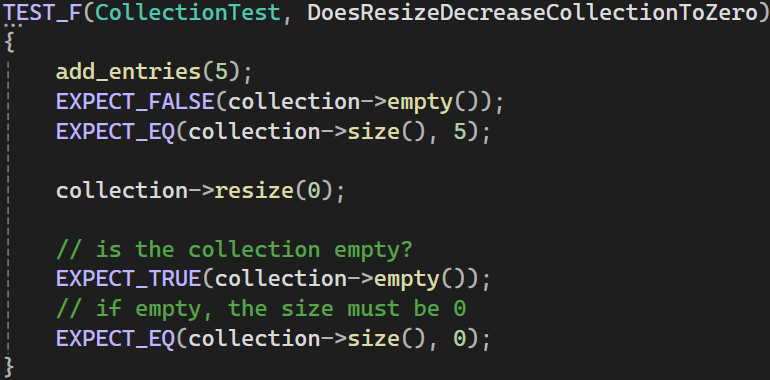 TEST_F(CollectionTest, DoesResizeDecreaseCollectionToZero)
{
    add_entries(5);
    EXPECT_FALSE(collection->empty());
    EXPECT_EQ(collection->size(), 5);

    collection->resize(0);

    // is the collection empty?
    EXPECT_TRUE(collection->empty());
    // if empty, the size must be 0
    EXPECT_EQ(collection->size(), 0);
}